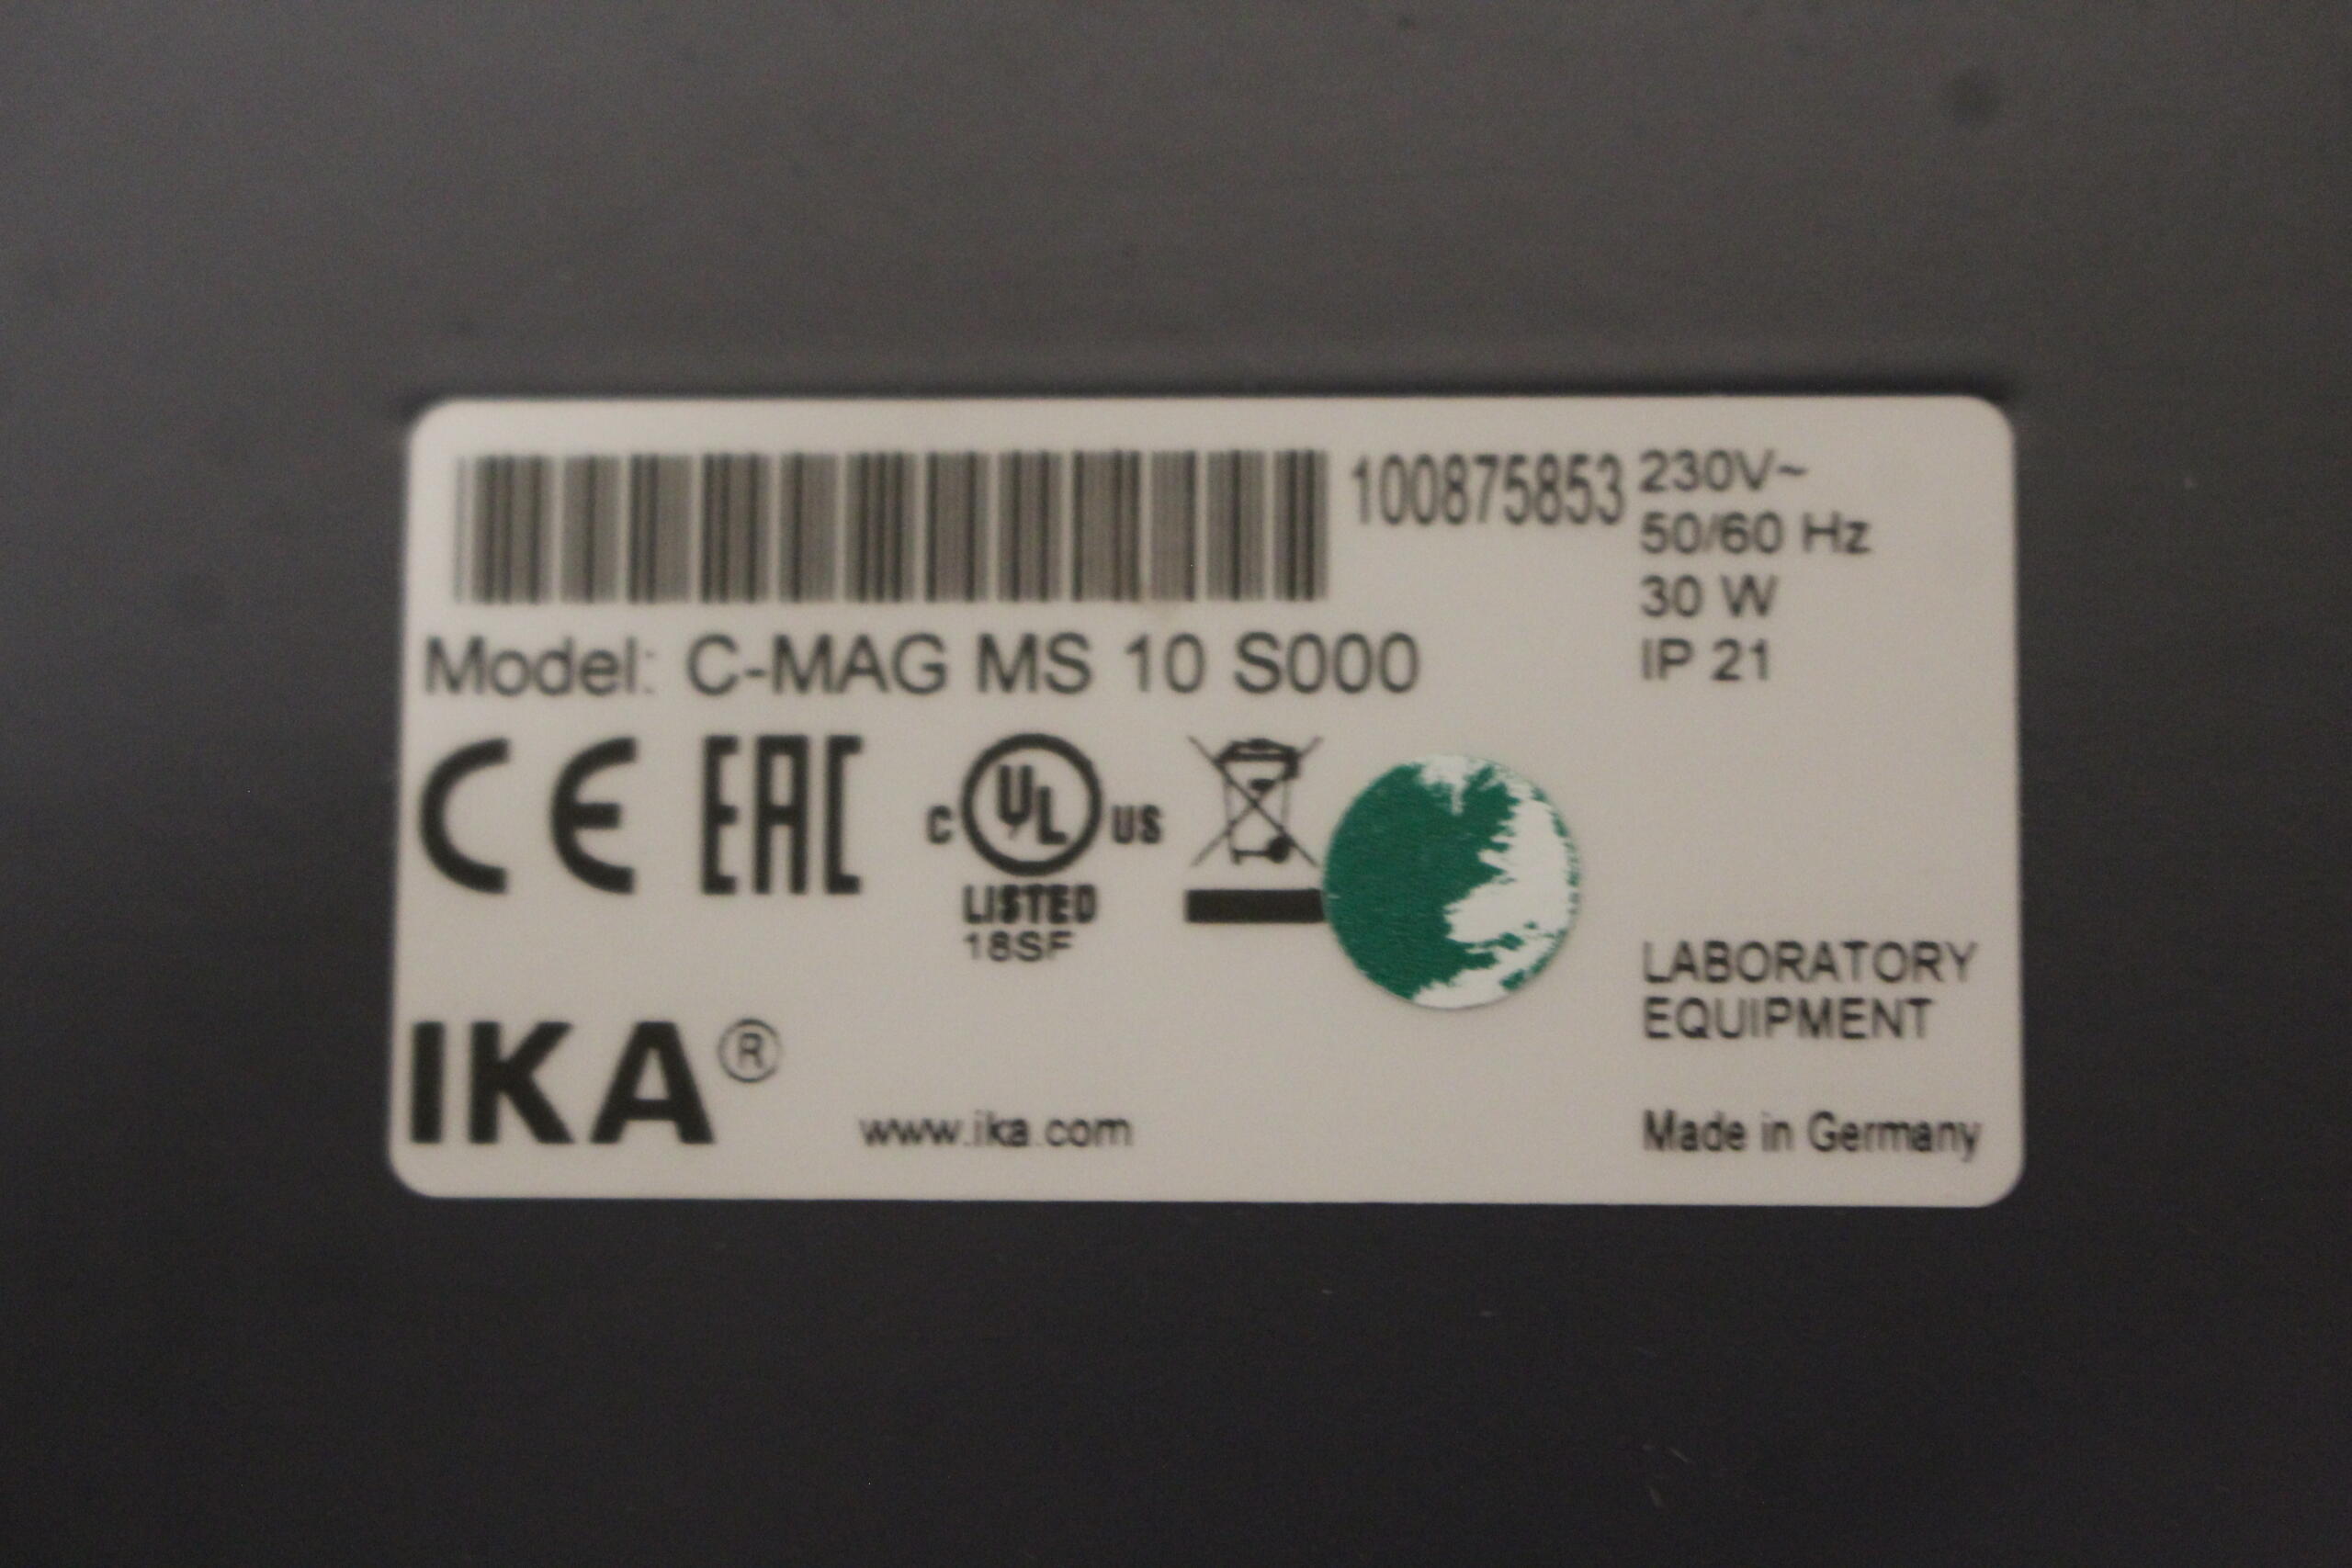 100875853
230V~
50/60 Hz
30 W
IP 21
Model: C-MAG MS 10 S000
CE EAC
C UL US
LISTED
18SF
LABORATORY
EQUIPMENT
IKA®
www.ika.com
Made in Germany